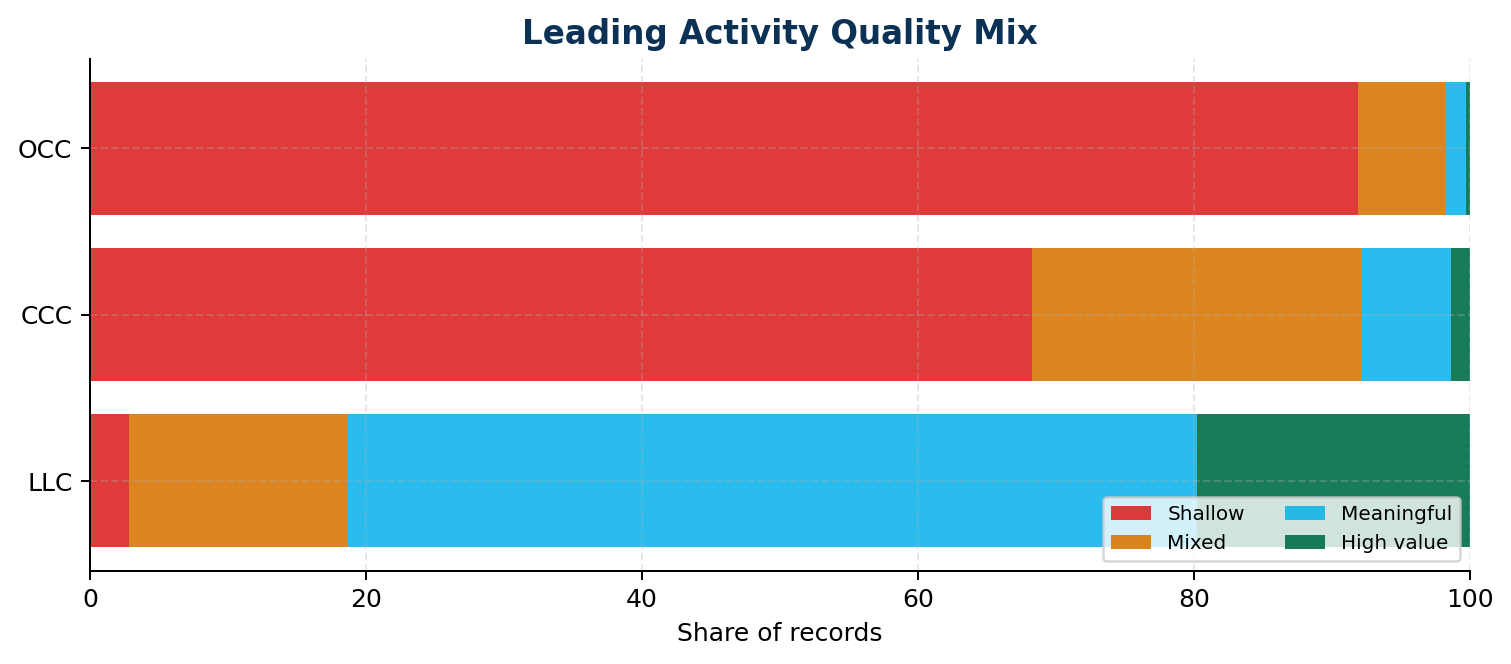 Leading Activity Quality Mix
OCC
CCC
LLC
Shallow
Meaningful
Mixed
High value
0 20 40 60 80 100
Share of records